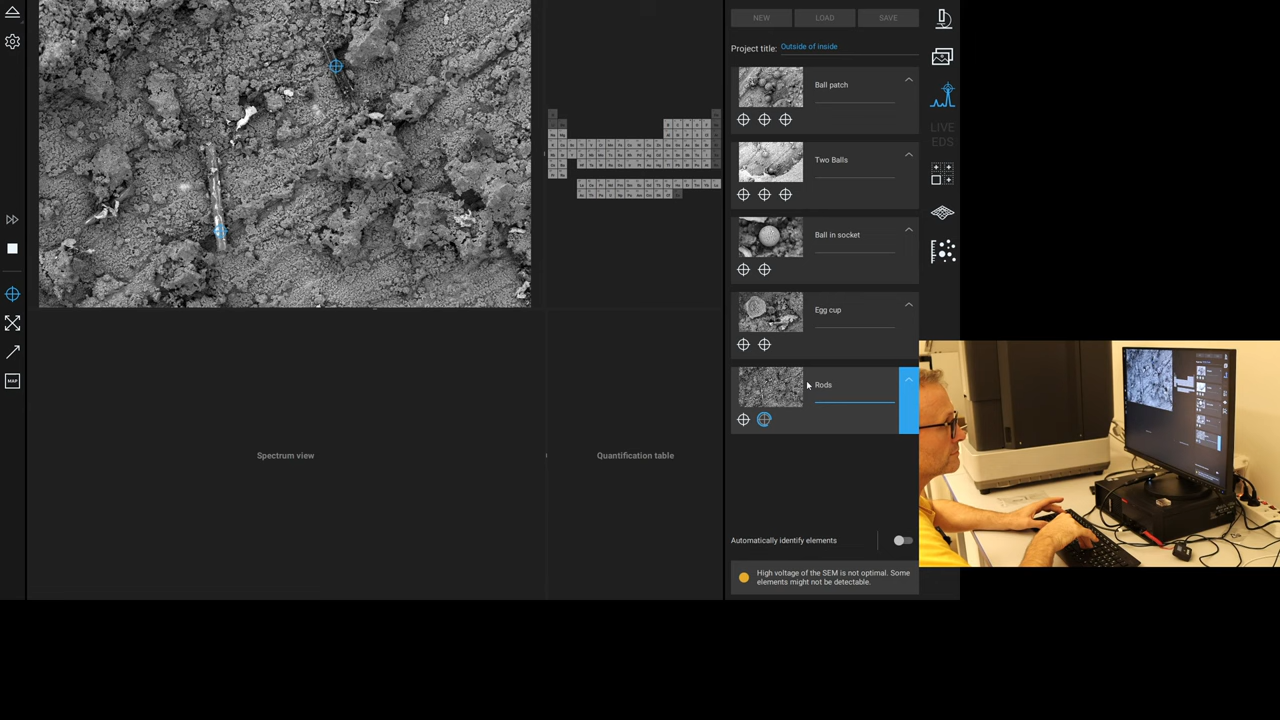 NEW LOAD SAVE
Project title: Outside of inside
Ball patch
Two Balls
Ball in socket
Egg cup
Rods
LIVE
EDS
MAP
Spectrum view
Quantification table
Automatically identify elements
High voltage of the SEM is not optimal. Some
elements might not be detectable.